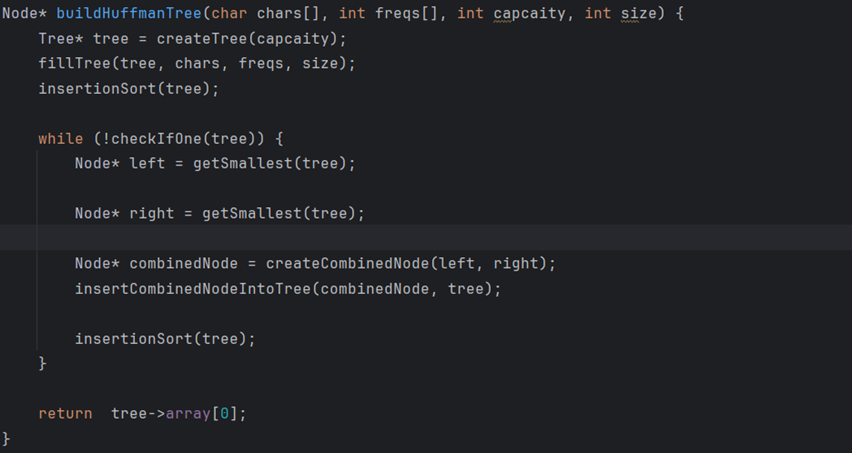 Node* buildHuffmanTree(char chars[], int freqs[], int capcaity, int size) {
    Tree* tree = createTree(capcaity);
    fillTree(tree, chars, freqs, size);
    insertionSort(tree);

    while (!checkIfOne(tree)) {
        Node* left = getSmallest(tree);

        Node* right = getSmallest(tree);

        Node* combinedNode = createCombinedNode(left, right);
        insertCombinedNodeIntoTree(combinedNode, tree);

        insertionSort(tree);
    }

    return  tree->array[0];
}